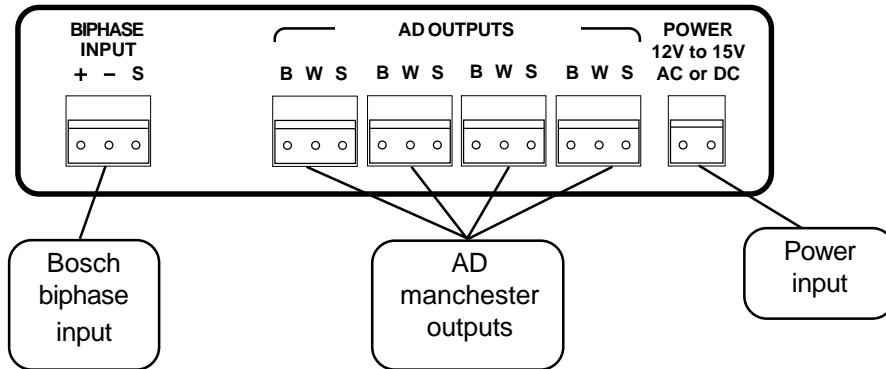 BIPHASE
INPUT
+ – S
AD OUTPUTS
B W S B W S B W S B W S
POWER
12V to 15V
AC or DC
Bosch
biphase
input
AD
manchester
outputs
Power
input